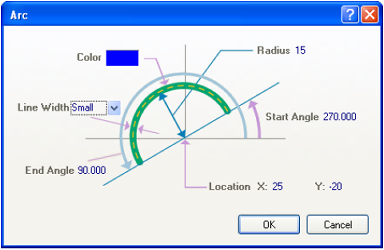 Arc
Radius 15
Color
Line Width Small
Start Angle 270.000
End Angle 90.000
Location X: 25 Y: -20
OK Cancel